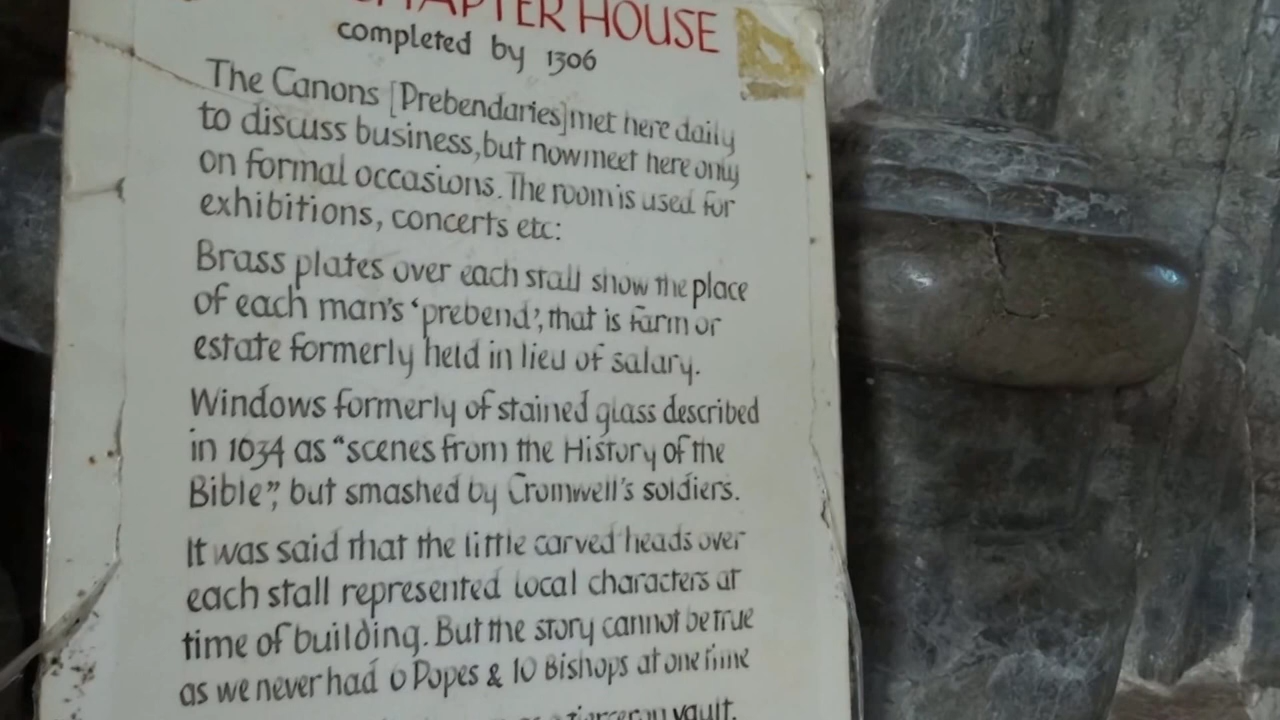 CHAPTER HOUSE
completed by 1306
The Canons [Prebendaries] met here daily
to discuss business, but now meet here only
on formal occasions. The room is used for
exhibitions, concerts etc:
Brass plates over each stall show the place
of each man's ‘prebend’, that is farm or
estate formerly held in lieu of salary.
Windows formerly of stained glass described
in 1034 as “scenes from the History of the
Bible”, but smashed by Cromwell's soldiers.
It was said that the little carved heads over
each stall represented local characters at
time of building. But the story cannot be true
as we never had 6 Popes & 10 Bishops at one time
tierceron vault.